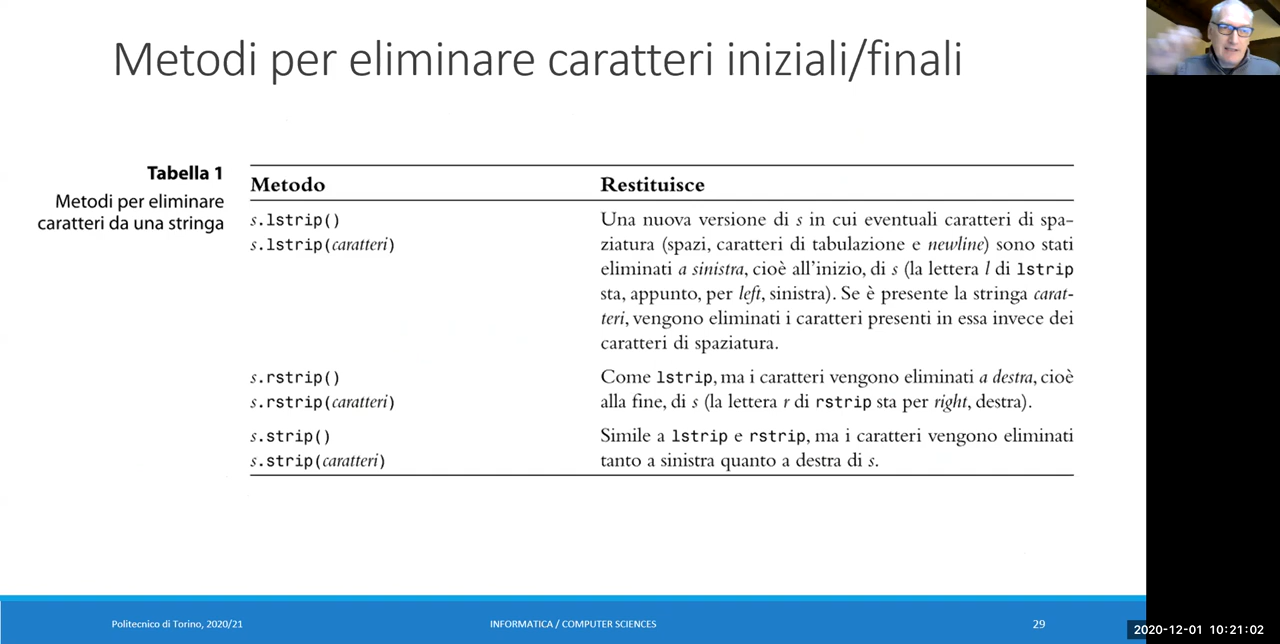 Metodi per eliminare caratteri iniziali/finali
Tabella 1
Metodi per eliminare
caratteri da una stringa
Metodo Restituisce
s.lstrip() Una nuova versione di s in cui eventuali caratteri di spa-
s.lstrip(caratteri) ziatura (spazi, caratteri di tabulazione e newline) sono stati
eliminati a sinistra, cioè all'inizio, di s (la lettera l di lstrip
sta, appunto, per left, sinistra). Se è presente la stringa carat-
teri, vengono eliminati i caratteri presenti in essa invece dei
caratteri di spaziatura.
s.rstrip() Come lstrip, ma i caratteri vengono eliminati a destra, cioè
s.rstrip(caratteri) alla fine, di s (la lettera r di rstrip sta per right, destra).
s.strip() Simile a lstrip e rstrip, ma i caratteri vengono eliminati
s.strip(caratteri) tanto a sinistra quanto a destra di s.
Politecnico di Torino, 2020/21 INFORMATICA / COMPUTER SCIENCES 29
2020-12-01 10:21:02